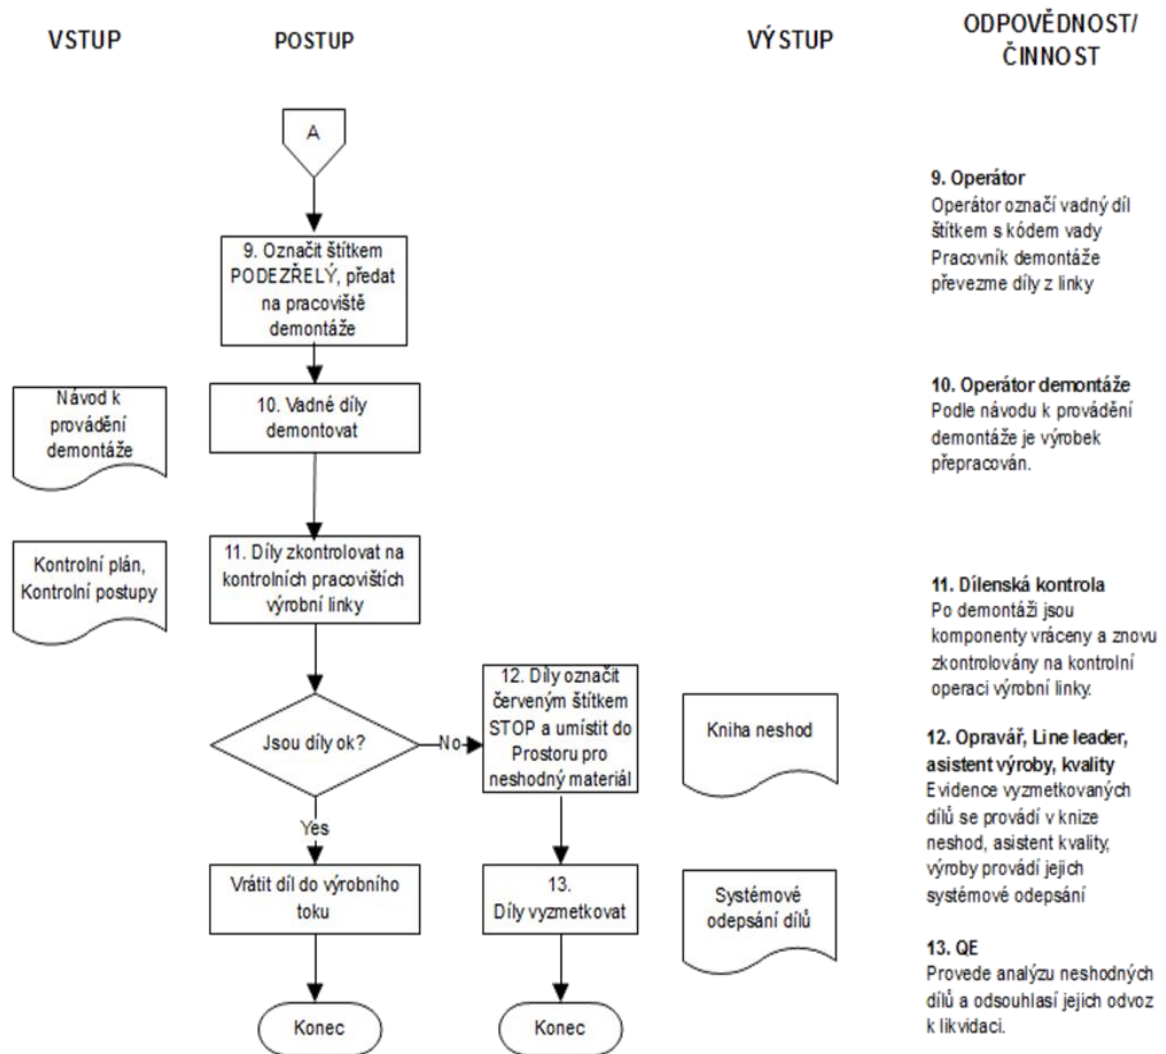 VSTUP
POSTUP
VÝSTUP
ODPOVĚDNOST/
ČINNOST
A
9. Označit štítkem
PODEZŘELÝ, předat
na pracoviště
demontáže
9. Operátor
Operátor označí vadný díl
štítkem s kódem vady
Pracovník demontáže
převezme díly z linky
Návod k
provádění
demontáže
10. Vadné díly
demontovat
10. Operátor demontáže
Podle návodu k provádění
demontáže je výrobek
přepracován.
Kontrolní plán,
Kontrolní postupy
11. Díly zkontrolovat na
kontrolních pracovištích
výrobní linky
11. Dílenská kontrola
Po demontáži jsou
komponenty vráceny a znovu
zkontrolovány na kontrolní
operaci výrobní linky.
Jsou díly ok?
No
12. Díly označit
červeným štítkem
STOP a umístit do
Prostoru pro
neshodný materiál
Kniha neshod
12. Opravář, Line leader,
asistent výroby, kvality
Evidence vyzmetkovaných
dílů se provádí v knize
neshod, asistent kvality,
výroby provádí jejich
systémové odepsání
Yes
Vrátit díl do výrobního
toku
13.
Díly vyzmetkovat
Systémové
odepsání dílů
13. QE
Provede analýzu neshodných
dílů a odsouhlasí jejich odvoz
k likvidaci.
Konec
Konec